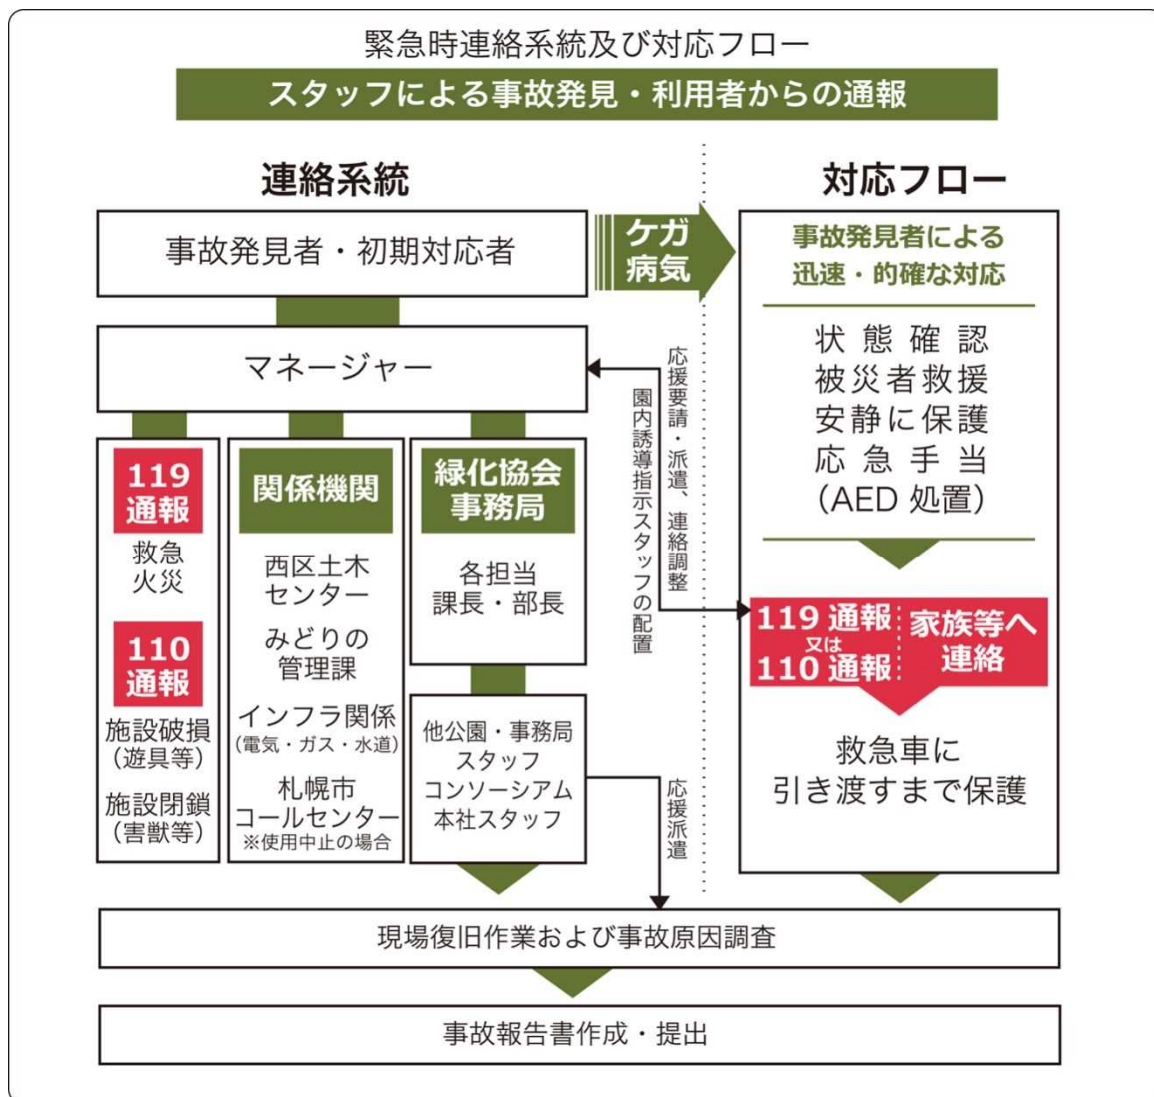 緊急時連絡系統及び対応フロー
スタッフによる事故発見・利用者からの通報
連絡系統
事故発見者・初期対応者
ケガ
病気
マネージャー
119
通報
救急
火災
110
通報
施設破損
(遊具等)
施設閉鎖
(害獣等)
関係機関
西区土木
センター
みどりの
管理課
インフラ関係
(電気・ガス・水道)
札幌市
コールセンター
※使用中止の場合
緑化協会
事務局
各担当
課長・部長
他公園・事務局
スタッフ
コンソーシアム
本社スタッフ
応援要請・派遣、連絡調整
園内誘導指示スタッフの配置
応援派遣
対応フロー
事故発見者による
迅速・的確な対応
状態確認
被災者救援
安静に保護
応急手当
(AED 処置)
119 通報
又は
110 通報
家族等へ
連絡
救急車に
引き渡すまで保護
現場復旧作業および事故原因調査
事故報告書作成・提出